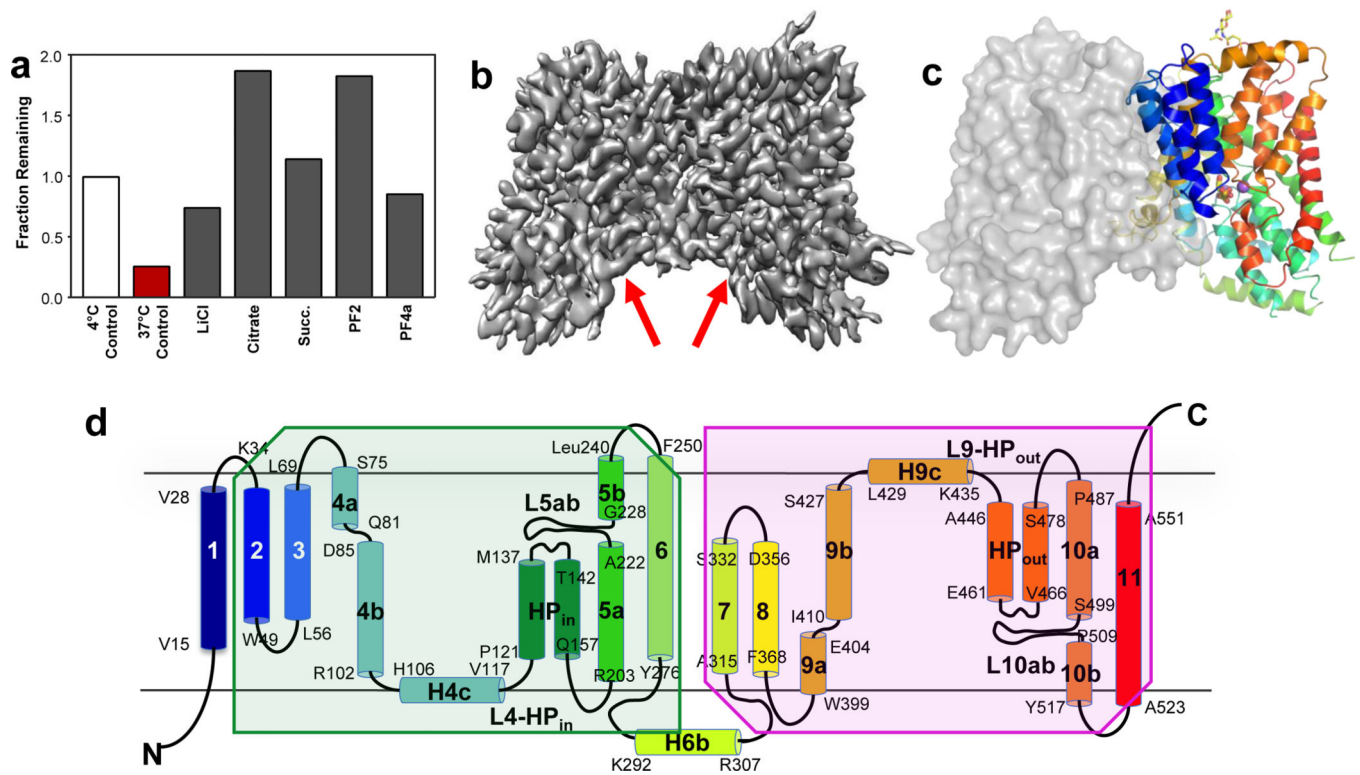 a
2.0
1.5
1.0
0.5
0.0
Fraction Remaining
4°C
Control
37°C
Control
LiCl
Citrate
Succ.
PF2
PF4a
b
c
d
V28
K34
L69
S75
Q81
D85
V15
W49
L56
R102
H106
V117
P121
M137
T142
Q157
R203
A222
G228
Leu240
F250
Y276
1
2
3
4a
4b
H4c
L4-HPin
HPin
L5ab
5a
5b
6
K292
H6b
R307
N
C
S332
D356
A315
F368
7
8
9a
9b
S427
I410
E404
W399
H9c
L429
K435
L9-HPout
A446
S478
E461
V466
HPout
P487
10a
S499
P509
L10ab
10b
Y517
11
A551
A523